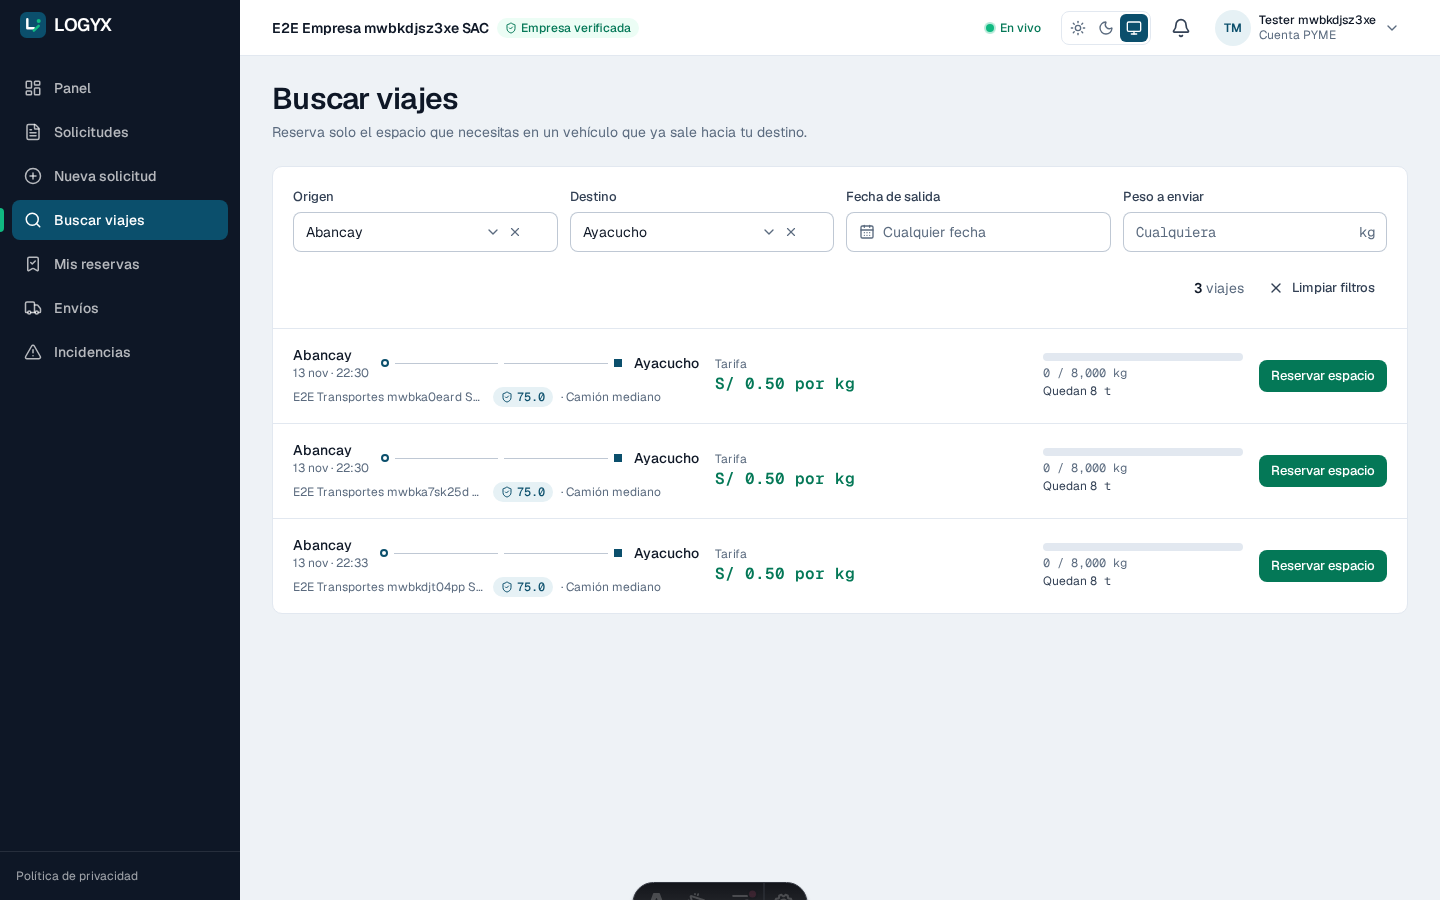 LOGYX
Panel
Solicitudes
Nueva solicitud
Buscar viajes
Mis reservas
Envíos
Incidencias
Política de privacidad
E2E Empresa mwbkdjsz3xe SAC
Empresa verificada
En vivo
TM
Tester mwbkdjsz3xe
Cuenta PYME
Buscar viajes
Reserva solo el espacio que necesitas en un vehículo que ya sale hacia tu destino.
Origen
Abancay
Destino
Ayacucho
Fecha de salida
Cualquier fecha
Peso a enviar
Cualquiera kg
3 viajes
Limpiar filtros
Abancay
13 nov · 22:30
Ayacucho
E2E Transportes mwbka0eard S…
75.0
· Camión mediano
Tarifa
S/ 0.50 por kg
0 / 8,000 kg
Quedan 8 t
Reservar espacio
Abancay
13 nov · 22:30
Ayacucho
E2E Transportes mwbka7sk25d …
75.0
· Camión mediano
Tarifa
S/ 0.50 por kg
0 / 8,000 kg
Quedan 8 t
Reservar espacio
Abancay
13 nov · 22:33
Ayacucho
E2E Transportes mwbkdjt04pp S…
75.0
· Camión mediano
Tarifa
S/ 0.50 por kg
0 / 8,000 kg
Quedan 8 t
Reservar espacio